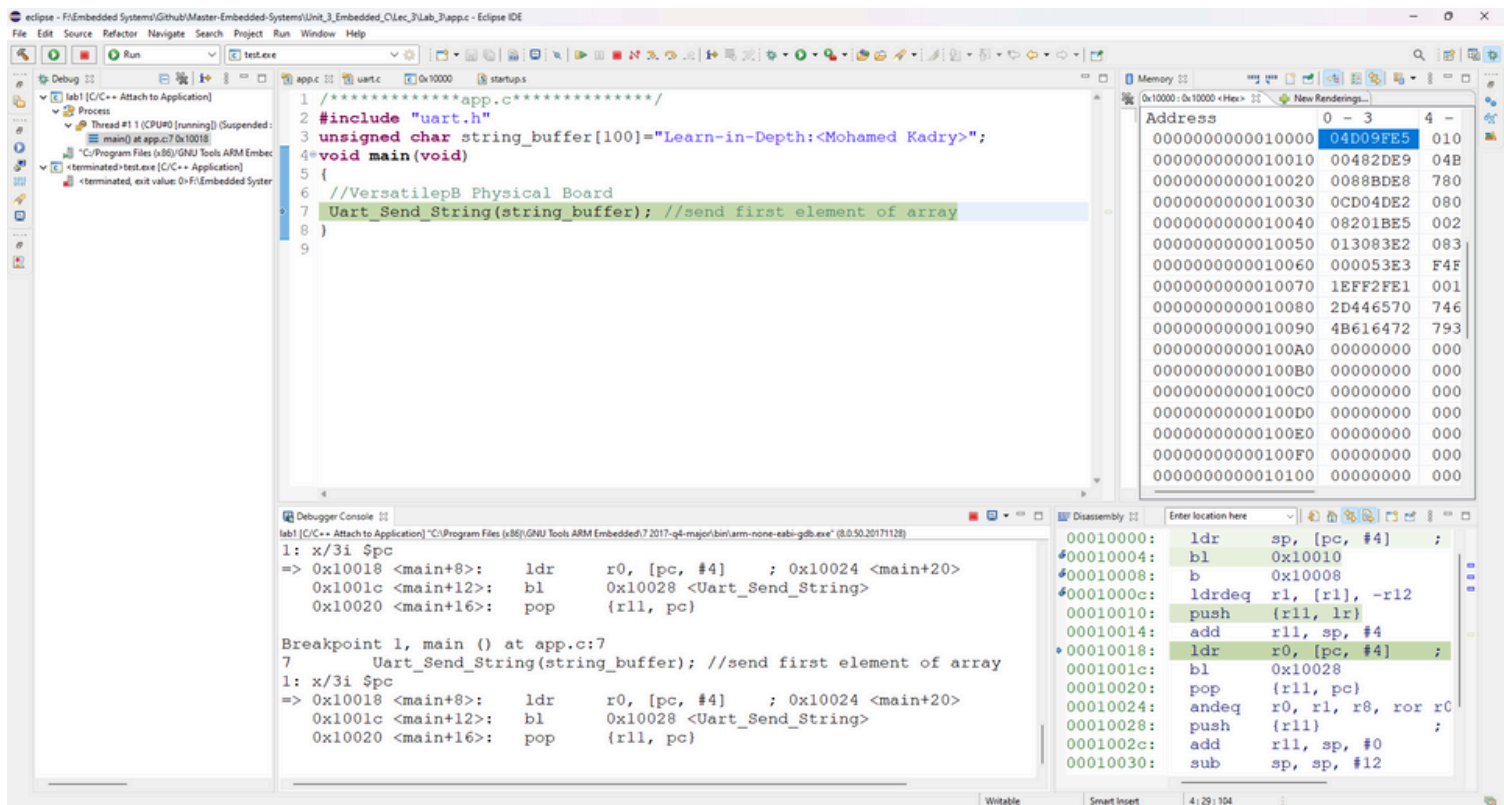 eclipse - F:\Embedded Systems\Github\Master-Embedded-Systems\Unit_3_Embedded_C\Lec_3\Lab_3\app.c - Eclipse IDE
File Edit Source Refactor Navigate Search Project Run Window Help
Run
test.exe
Debug
lab1 [C/C++ Attach to Application]
Process
Thread #1 1 (CPU#0 [running]) (Suspended :
main() at app.c:7 0x10018
"C:/Program Files (x86)/GNU Tools ARM Embec
<terminated>test.exe [C/C++ Application]
<terminated, exit value: 0>F:\Embedded Syster
app.c uart.c 0x10000 startup.s
1 /*************app.c**************/
2 #include "uart.h"
3 unsigned char string_buffer[100]="Learn-in-Depth:<Mohamed Kadry>";
4 void main(void)
5 {
6 //VersatilepB Physical Board
7 Uart_Send_String(string_buffer); //send first element of array
8 }
9
Memory
0x10000 : 0x10000 <Hex> New Renderings...
Address 0 - 3 4 -
0000000000010000 04D09FE5 010
0000000000010010 00482DE9 04B
0000000000010020 0088BDE8 780
0000000000010030 0CD04DE2 080
0000000000010040 08201BE5 002
0000000000010050 013083E2 083
0000000000010060 000053E3 F4F
0000000000010070 1EFF2FE1 001
0000000000010080 2D446570 746
0000000000010090 4B616472 793
00000000000100A0 00000000 000
00000000000100B0 00000000 000
00000000000100C0 00000000 000
00000000000100D0 00000000 000
00000000000100E0 00000000 000
00000000000100F0 00000000 000
0000000000010100 00000000 000
Debugger Console
lab1 [C/C++ Attach to Application] "C:\Program Files (x86)\GNU Tools ARM Embedded\7 2017-q4-major\bin\arm-none-eabi-gdb.exe" (8.0.50.20171128)
1: x/3i $pc
=> 0x10018 <main+8>: ldr r0, [pc, #4] ; 0x10024 <main+20>
0x1001c <main+12>: bl 0x10028 <Uart_Send_String>
0x10020 <main+16>: pop {r11, pc}
Breakpoint 1, main () at app.c:7
7 Uart_Send_String(string_buffer); //send first element of array
1: x/3i $pc
=> 0x10018 <main+8>: ldr r0, [pc, #4] ; 0x10024 <main+20>
0x1001c <main+12>: bl 0x10028 <Uart_Send_String>
0x10020 <main+16>: pop {r11, pc}
Disassembly Enter location here
00010000: ldr sp, [pc, #4] ;
00010004: bl 0x10010
00010008: b 0x10008
0001000c: ldrdeq r1, [r1], -r12
00010010: push {r11, lr}
00010014: add r11, sp, #4
00010018: ldr r0, [pc, #4] ;
0001001c: bl 0x10028
00010020: pop {r11, pc}
00010024: andeq r0, r1, r8, ror r0
00010028: push {r11} ;
0001002c: add r11, sp, #0
00010030: sub sp, sp, #12
Writable Smart Insert 4 : 29 : 104